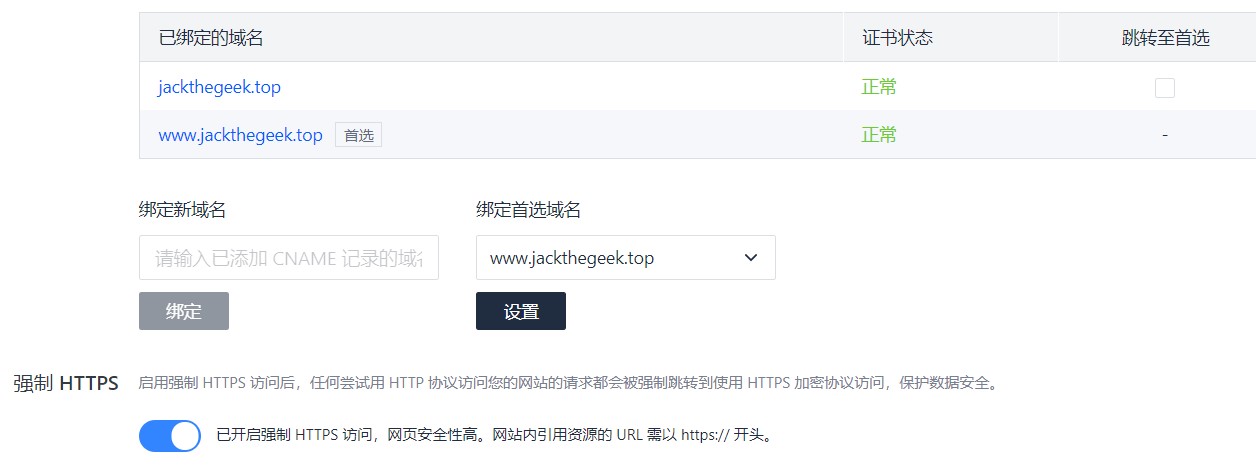 已绑定的域名 证书状态 跳转至首选
jackthegeek.top 正常
www.jackthegeek.top 首选 正常 -
绑定新域名 绑定首选域名
请输入已添加 CNAME 记录的域 www.jackthegeek.top
绑定 设置
强制 HTTPS 启用强制 HTTPS 访问后，任何尝试用 HTTP 协议访问您的网站的请求都会被强制跳转到使用 HTTPS 加密协议访问，保护数据安全。
已开启强制 HTTPS 访问，网页安全性高。网站内引用资源的 URL 需以 https:// 开头。